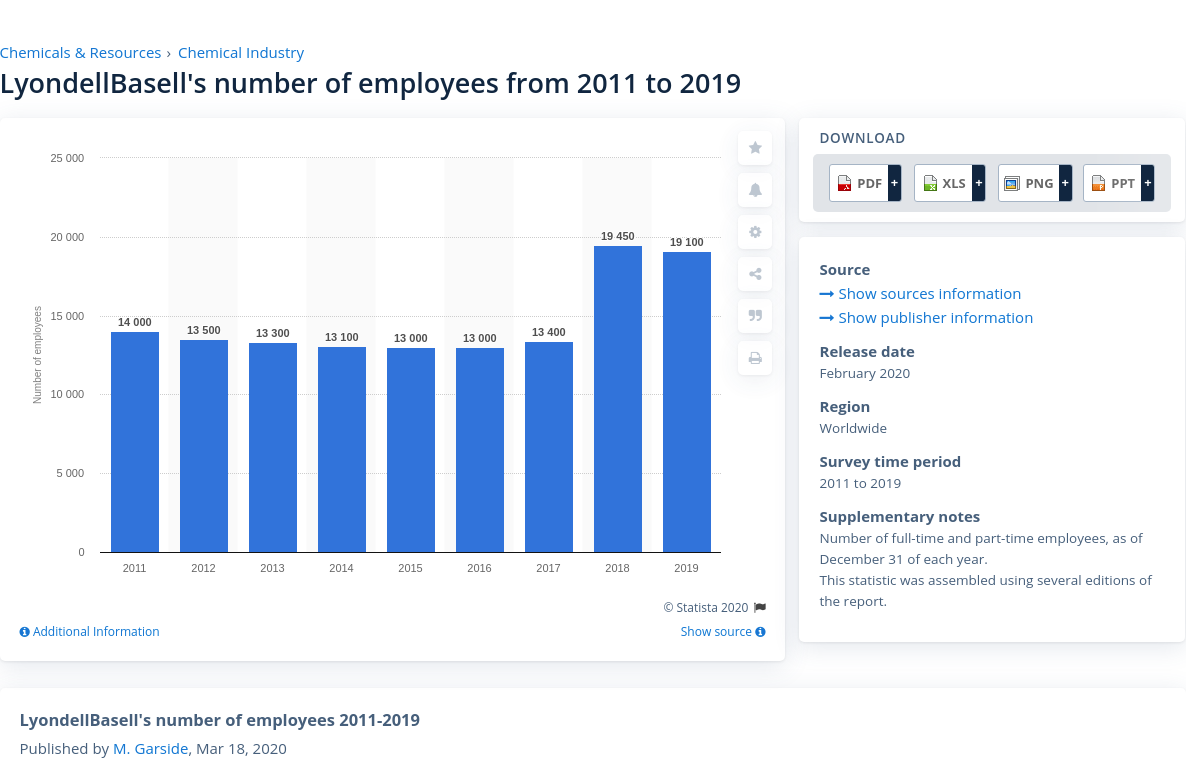 Chemicals & Resources › Chemical Industry
LyondellBasell's number of employees from 2011 to 2019
25 000
20 000
15 000
10 000
5 000
0
Number of employees
14 000
13 500
13 300
13 100
13 000
13 000
13 400
19 450
19 100
2011
2012
2013
2014
2015
2016
2017
2018
2019
© Statista 2020
Additional Information
Show source
DOWNLOAD
PDF + XLS + PNG + PPT +
Source
Show sources information
Show publisher information
Release date
February 2020
Region
Worldwide
Survey time period
2011 to 2019
Supplementary notes
Number of full-time and part-time employees, as of
December 31 of each year.
This statistic was assembled using several editions of
the report.
LyondellBasell's number of employees 2011-2019
Published by M. Garside, Mar 18, 2020